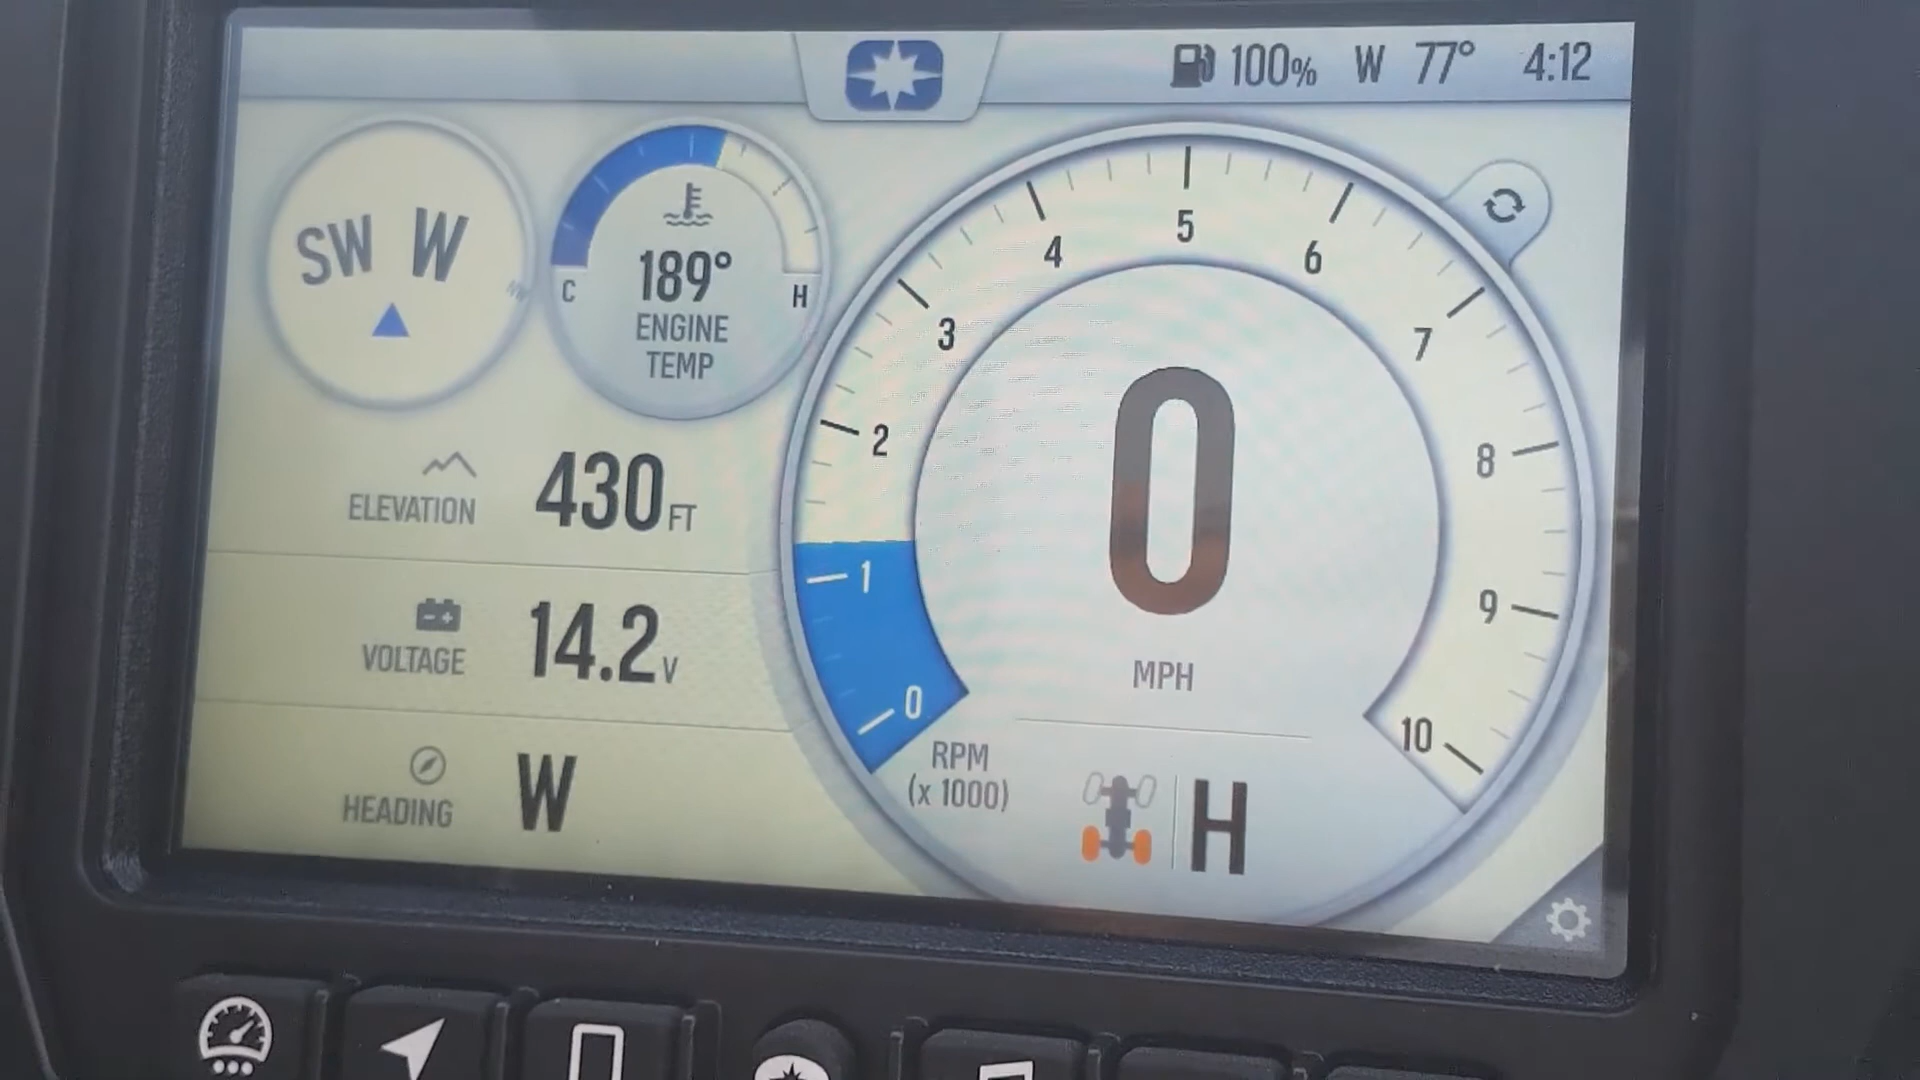 100% W 77° 4:12
SW W
C 189° H
ENGINE
TEMP
ELEVATION 430 FT
VOLTAGE 14.2 V
HEADING W
0 1 2 3 4 5 6 7 8 9 10
RPM
(x 1000)
0
MPH
H